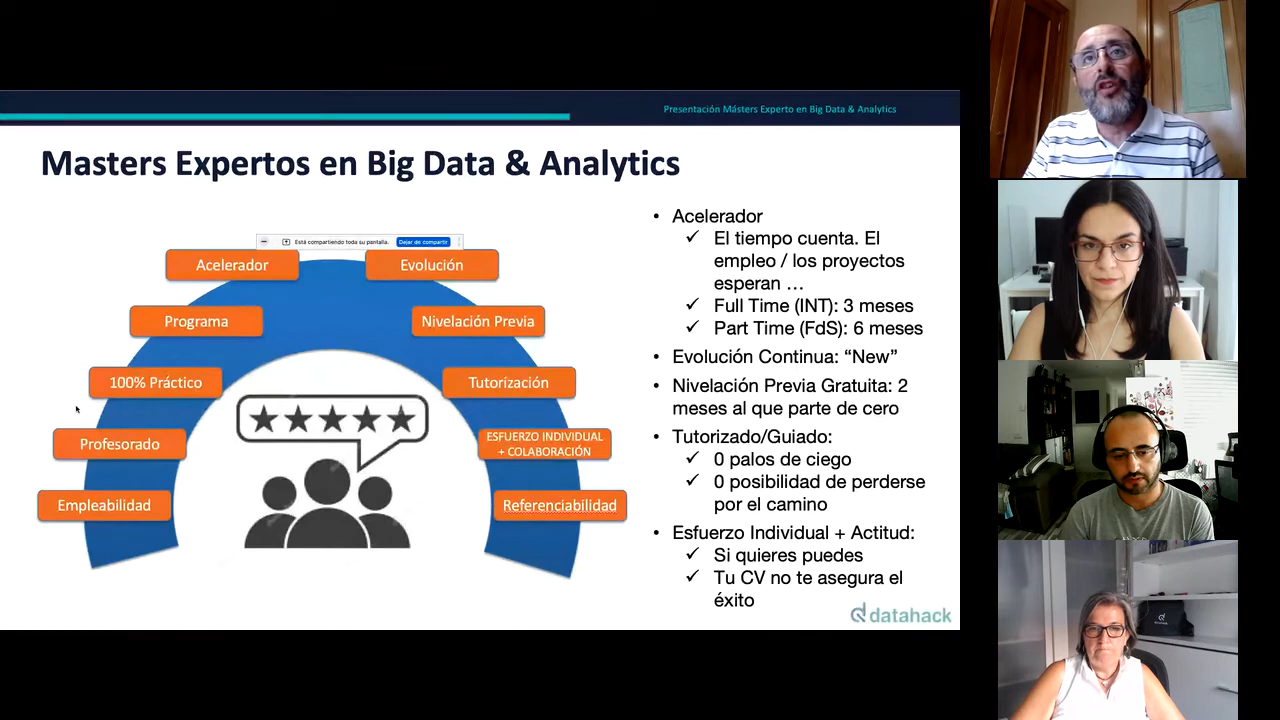 Presentación Másters Experto en Big Data & Analytics
Masters Expertos en Big Data & Analytics
Está compartiendo toda su pantalla.
Dejar de compartir
Acelerador
Evolución
Programa
Nivelación Previa
100% Práctico
Tutorización
Profesorado
ESFUERZO INDIVIDUAL
+ COLABORACIÓN
Empleabilidad
Referenciabilidad
• Acelerador
✓ El tiempo cuenta. El
empleo / los proyectos
esperan …
✓ Full Time (INT): 3 meses
✓ Part Time (FdS): 6 meses
• Evolución Continua: “New”
• Nivelación Previa Gratuita: 2
meses al que parte de cero
• Tutorizado/Guiado:
✓ 0 palos de ciego
✓ 0 posibilidad de perderse
por el camino
• Esfuerzo Individual + Actitud:
✓ Si quieres puedes
✓ Tu CV no te asegura el
éxito
datahack